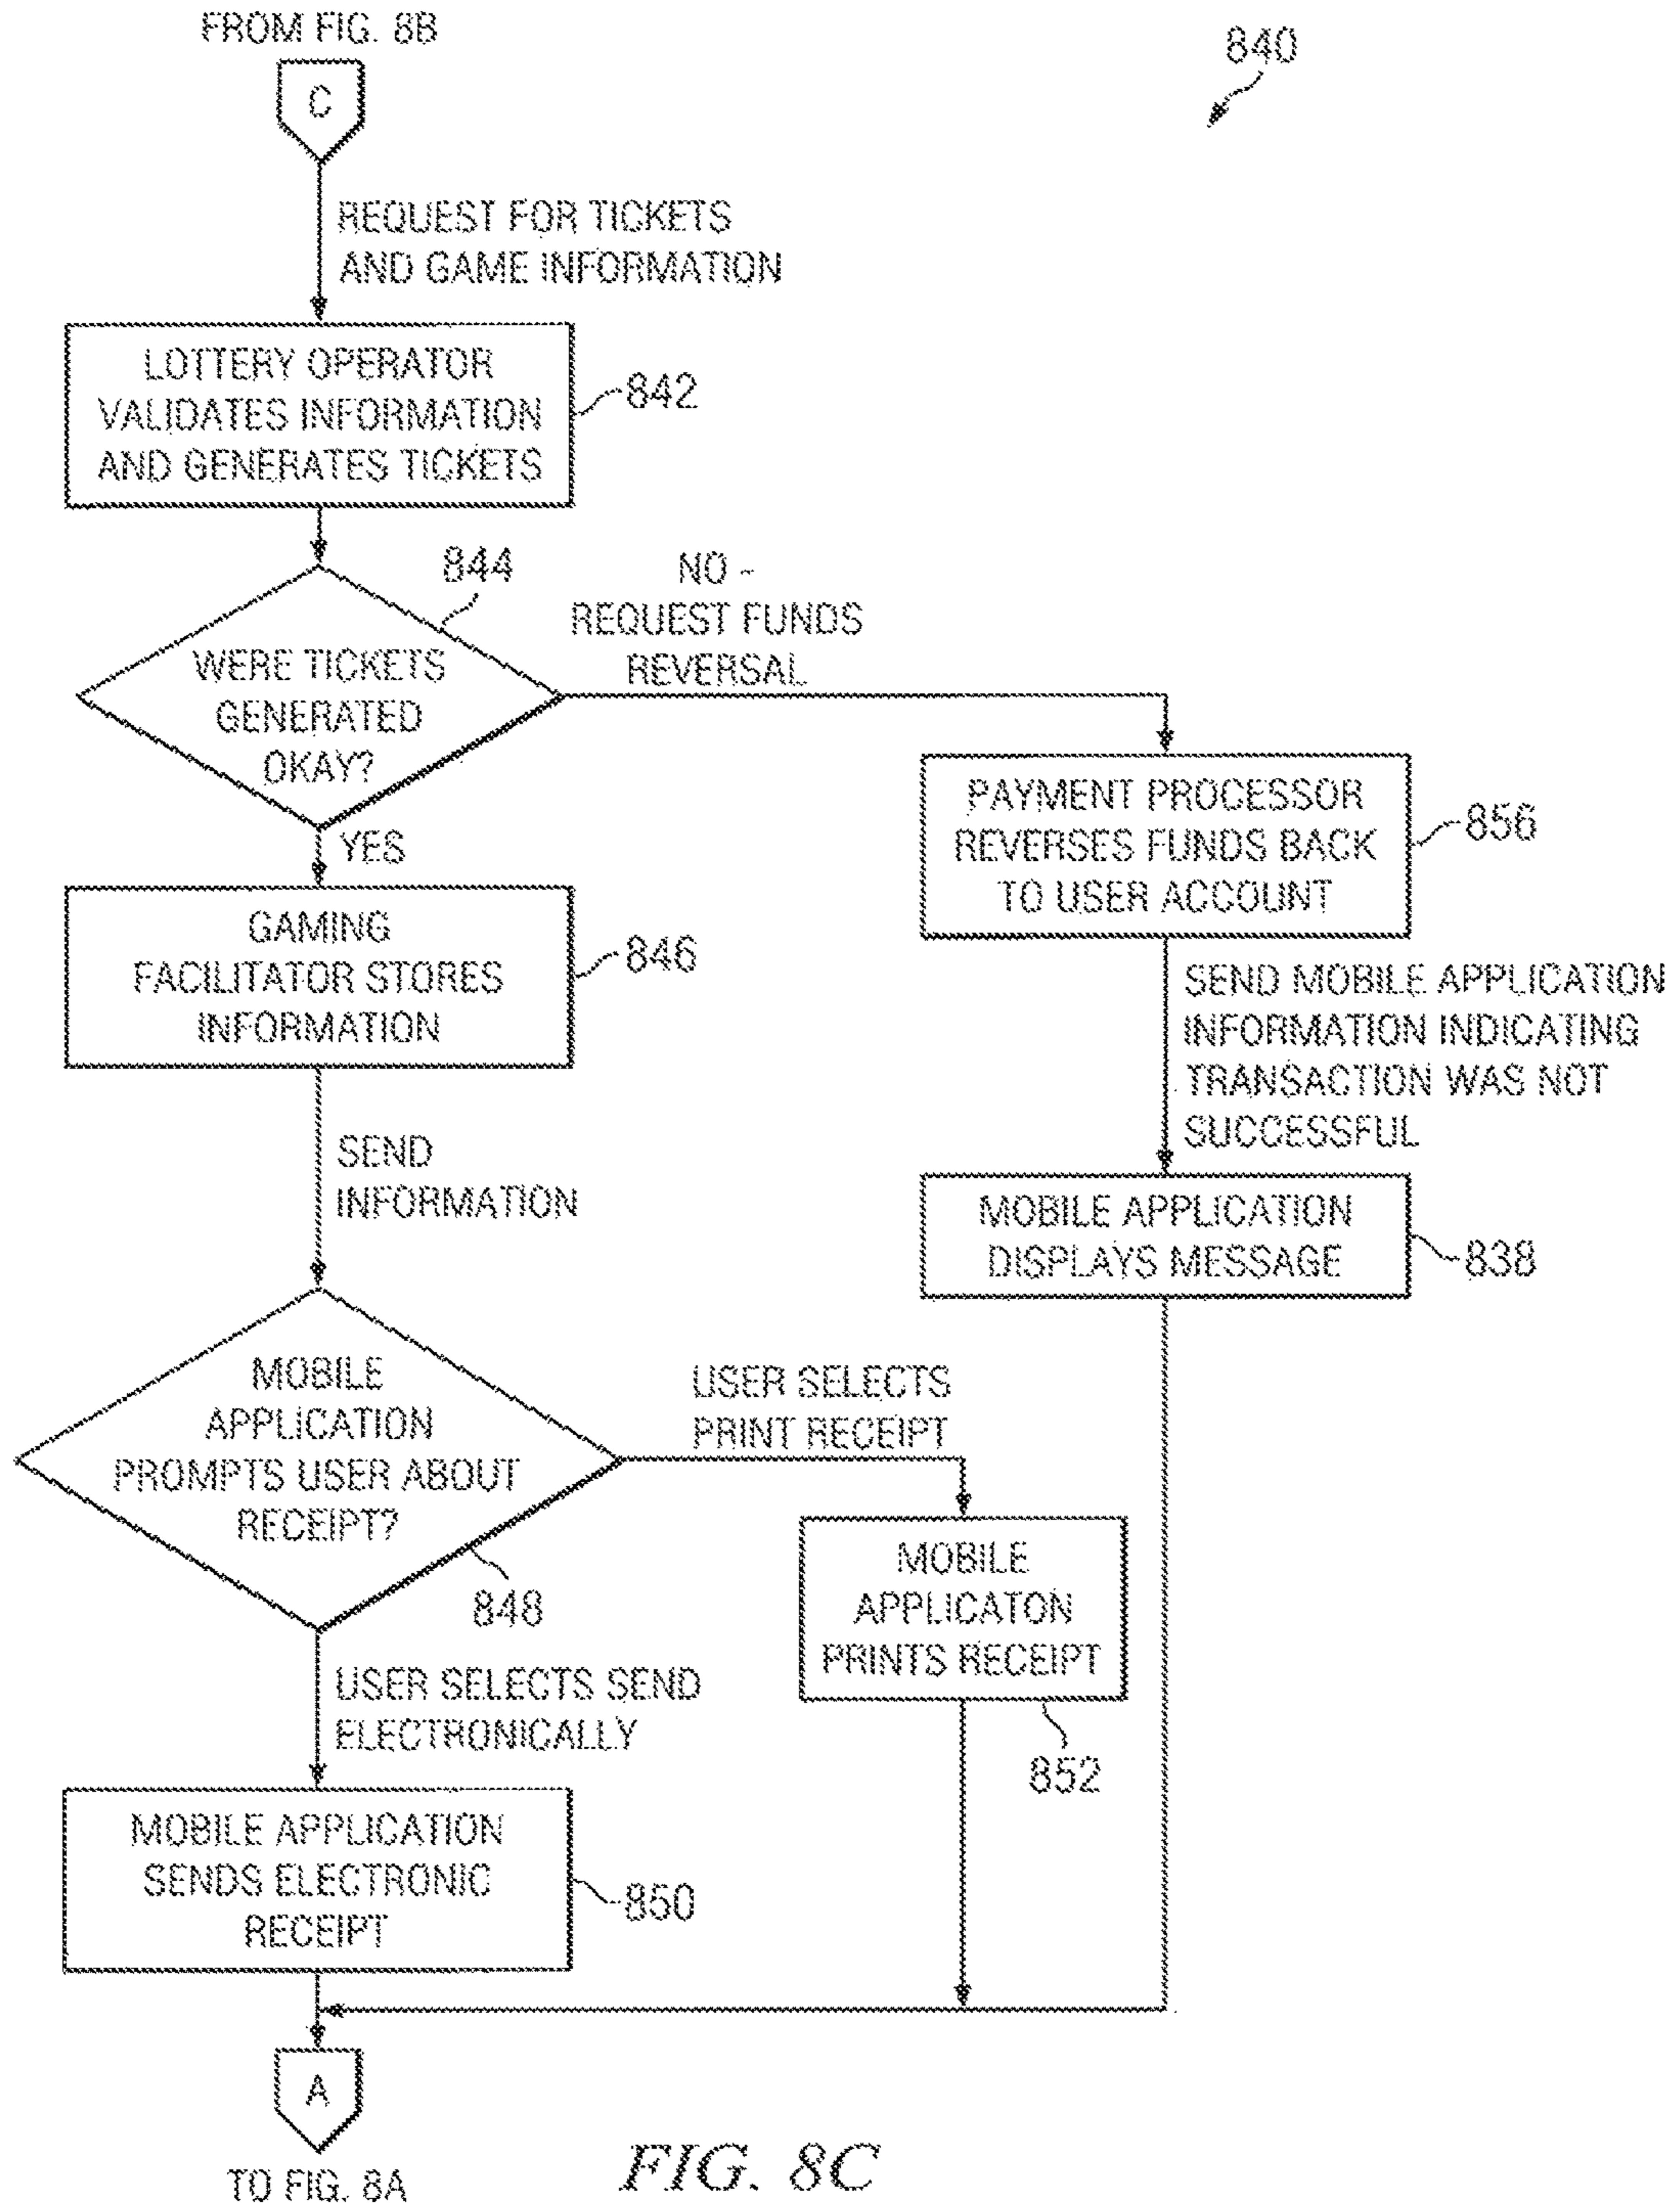 FROM FIG. 8B
840
C
REQUEST FOR TICKETS
AND GAME INFORMATION
LOTTERY OPERATOR
VALIDATES INFORMATION
AND GENERATES TICKETS
842
844
NO -
REQUEST FUNDS
REVERSAL
WERE TICKETS
GENERATED
OKAY?
YES
PAYMENT PROCESSOR
REVERSES FUNDS BACK
TO USER ACCOUNT
856
GAMING
FACILITATOR STORES
INFORMATION
846
SEND MOBILE APPLICATION
INFORMATION INDICATING
TRANSACTION WAS NOT
SUCCESSFUL
SEND
INFORMATION
MOBILE APPLICATION
DISPLAYS MESSAGE
838
MOBILE
APPLICATION
PROMPTS USER ABOUT
RECEIPT?
848
USER SELECTS
PRINT RECEIPT
MOBILE
APPLICATON
PRINTS RECEIPT
852
USER SELECTS SEND
ELECTRONICALLY
MOBILE APPLICATION
SENDS ELECTRONIC
RECEIPT
850
A
TO FIG. 8A
FIG. 8C